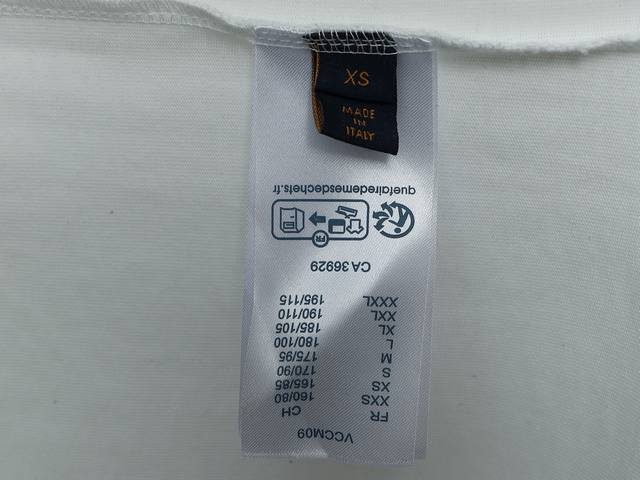 XS
MADE
IN
ITALY
VCCM09
FR CH
XXS 160/80
XS 165/85
S 170/90
M 175/95
L 180/100
XL 185/105
XXL 190/110
XXXL 195/115
CA 36929
FR
quefairedemesdechets.fr